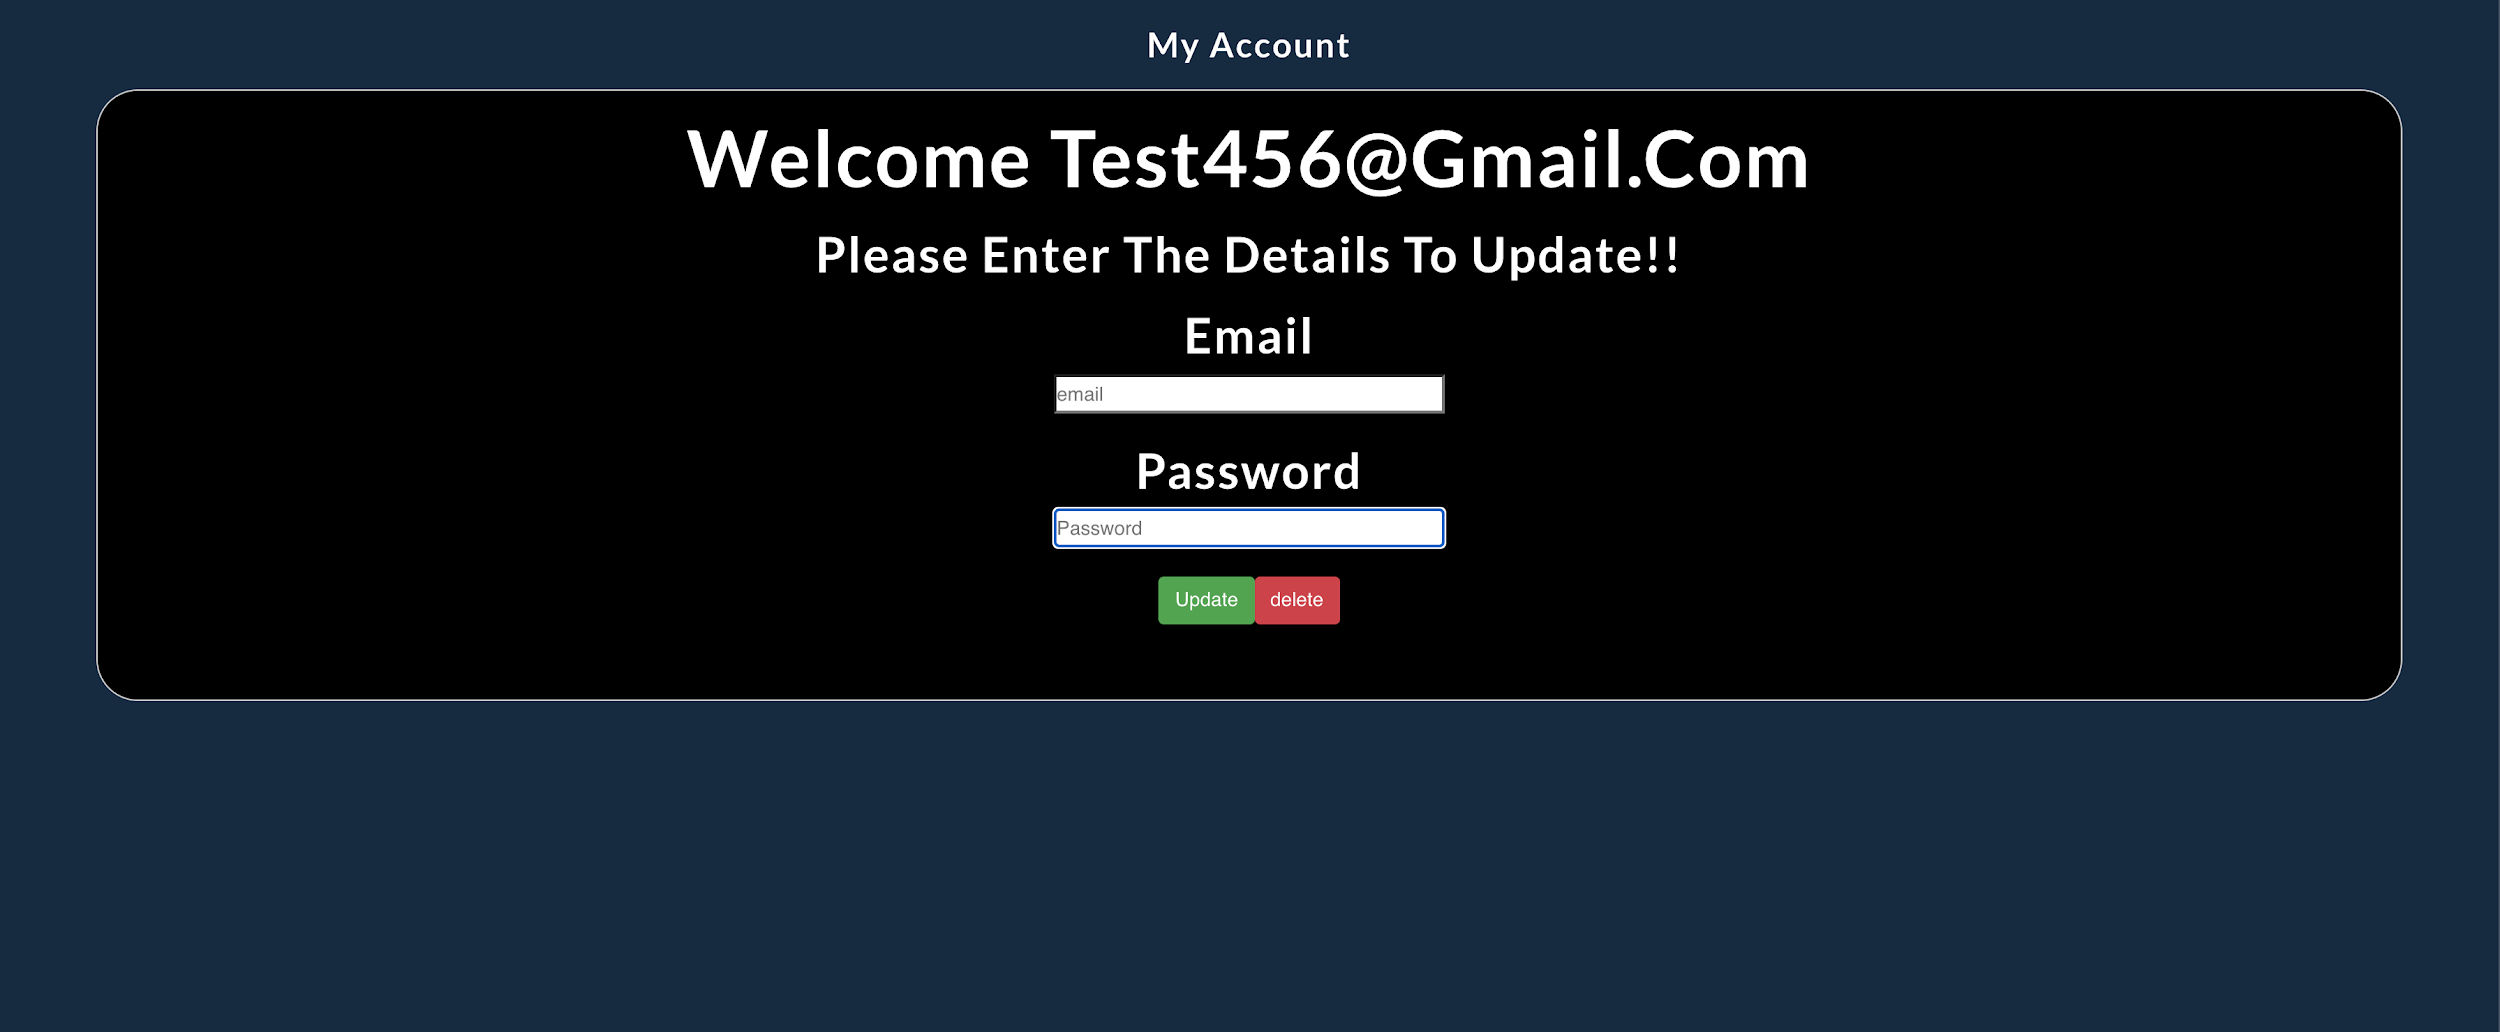 My Account
Welcome Test456@Gmail.Com
Please Enter The Details To Update!!
Email
email
Password
Password
Update delete